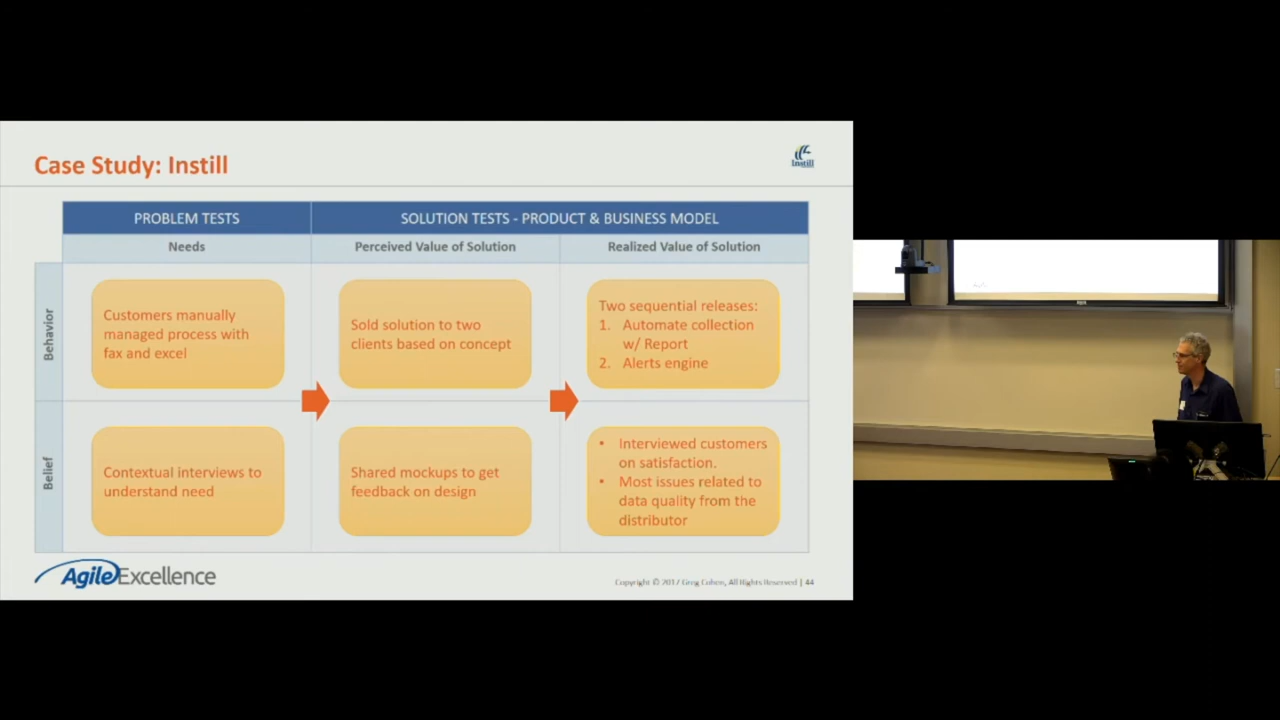 Case Study: Instill
Instill
PROBLEM TESTS
SOLUTION TESTS - PRODUCT & BUSINESS MODEL
Needs
Perceived Value of Solution
Realized Value of Solution
Behavior
Customers manually
managed process with
fax and excel
Sold solution to two
clients based on concept
Two sequential releases:
1. Automate collection
w/ Report
2. Alerts engine
Belief
Contextual interviews to
understand need
Shared mockups to get
feedback on design
• Interviewed customers
on satisfaction.
• Most issues related to
data quality from the
distributor
AgileExcellence
Copyright © 2017 Greg Cohen, All Rights Reserved | 44